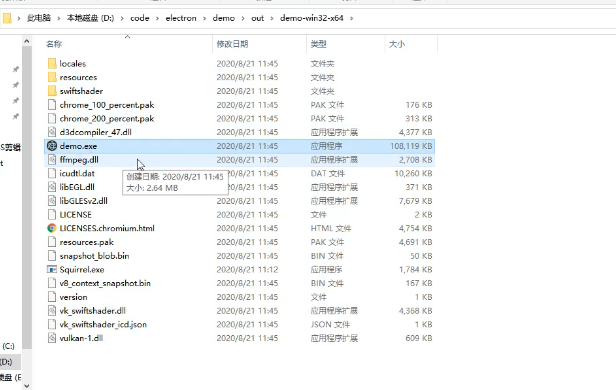 此电脑 › 本地磁盘 (D:) › code › electron › demo › out › demo-win32-x64 ›
名称 修改日期 类型 大小
locales 2020/8/21 11:45 文件夹
resources 2020/8/21 11:45 文件夹
swiftshader 2020/8/21 11:45 文件夹
chrome_100_percent.pak 2020/8/21 11:45 PAK 文件 176 KB
chrome_200_percent.pak 2020/8/21 11:45 PAK 文件 313 KB
d3dcompiler_47.dll 2020/8/21 11:45 应用程序扩展 4,377 KB
demo.exe 2020/8/21 11:45 应用程序 108,119 KB
ffmpeg.dll 2020/8/21 11:45 应用程序扩展 2,708 KB
icudtl.dat 2020/8/21 11:45 DAT 文件 10,260 KB
创建日期: 2020/8/21 11:45
大小: 2.64 MB
libEGL.dll 应用程序扩展 371 KB
libGLESv2.dll 2020/8/21 11:45 应用程序扩展 7,679 KB
LICENSE 2020/8/21 11:45 文件 2 KB
LICENSES.chromium.html 2020/8/21 11:45 HTML 文件 4,754 KB
resources.pak 2020/8/21 11:45 PAK 文件 4,691 KB
snapshot_blob.bin 2020/8/21 11:45 BIN 文件 50 KB
Squirrel.exe 2020/8/21 11:12 应用程序 1,784 KB
v8_context_snapshot.bin 2020/8/21 11:45 BIN 文件 167 KB
version 2020/8/21 11:45 文件 1 KB
vk_swiftshader.dll 2020/8/21 11:45 应用程序扩展 4,368 KB
vk_swiftshader_icd.json 2020/8/21 11:45 JSON 文件 1 KB
vulkan-1.dll 2020/8/21 11:45 应用程序扩展 609 KB
S剪辑
t
(C:)
(D:)
硬盘 (E